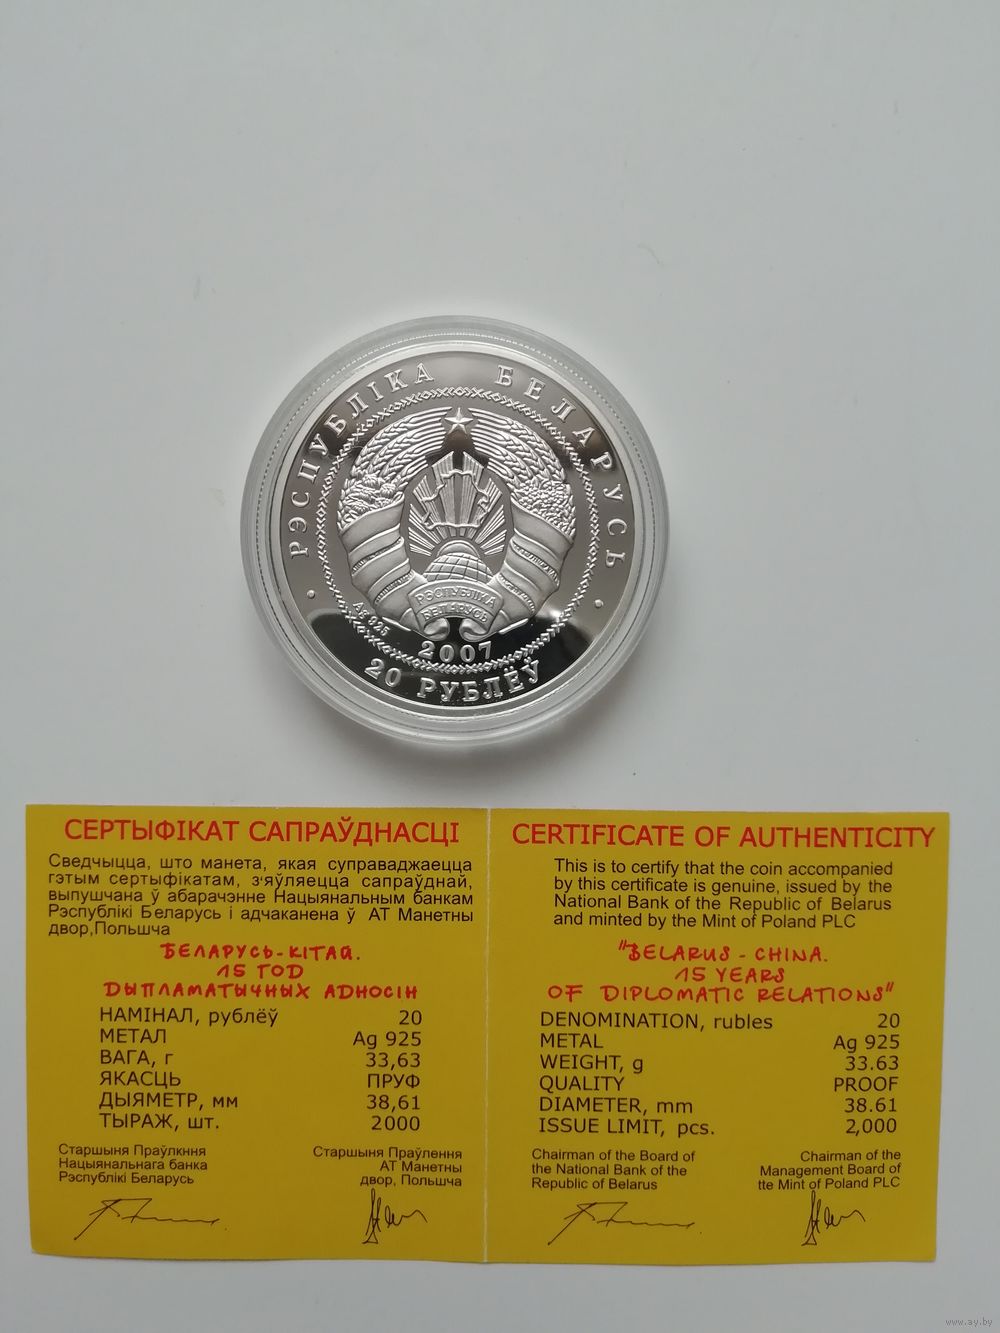 РЭСПУБЛІКА БЕЛАРУСЬ
РЭСПУБЛІКА
БЕЛАРУСЬ
Ag 925
2007
20 РУБЛЁЎ
СЕРТЫФІКАТ САПРАЎДНАСЦІ
Сведчыцца, што манета, якая суправаджаецца
гэтым сертыфікатам, з'яўляецца сапраўднай,
выпушчана ў абарачэнне Нацыянальным банкам
Рэспублікі Беларусь і адчаканена ў АТ Манетны
двор,Польшча
БЕЛАРУСЬ-КІТАЙ.
15 ГОД
ДЫПЛАМАТЫЧНЫХ АДНОСІН
НАМІНАЛ, рублёў 20
МЕТАЛ Ag 925
ВАГА, г 33,63
ЯКАСЦЬ ПРУФ
ДЫЯМЕТР, мм 38,61
ТЫРАЖ, шт. 2000
Старшыня Праўлкння
Нацыянальнага банка
Рэспублікі Беларусь
Старшыня Праўлення
АТ Манетны
двор, Польшча
CERTIFICATE OF AUTHENTICITY
This is to certify that the coin accompanied
by this certificate is genuine, issued by the
National Bank of the Republic of Belarus
and minted by the Mint of Poland PLC
"BELARUS - CHINA.
15 YEARS
OF DIPLOMATIC RELATIONS"
DENOMINATION, rubles 20
METAL Ag 925
WEIGHT, g 33.63
QUALITY PROOF
DIAMETER, mm 38.61
ISSUE LIMIT, pcs. 2,000
Chairman of the Board of
the National Bank of the
Republic of Belarus
Chairman of the
Management Board of
tte Mint of Poland PLC
www.ay.by